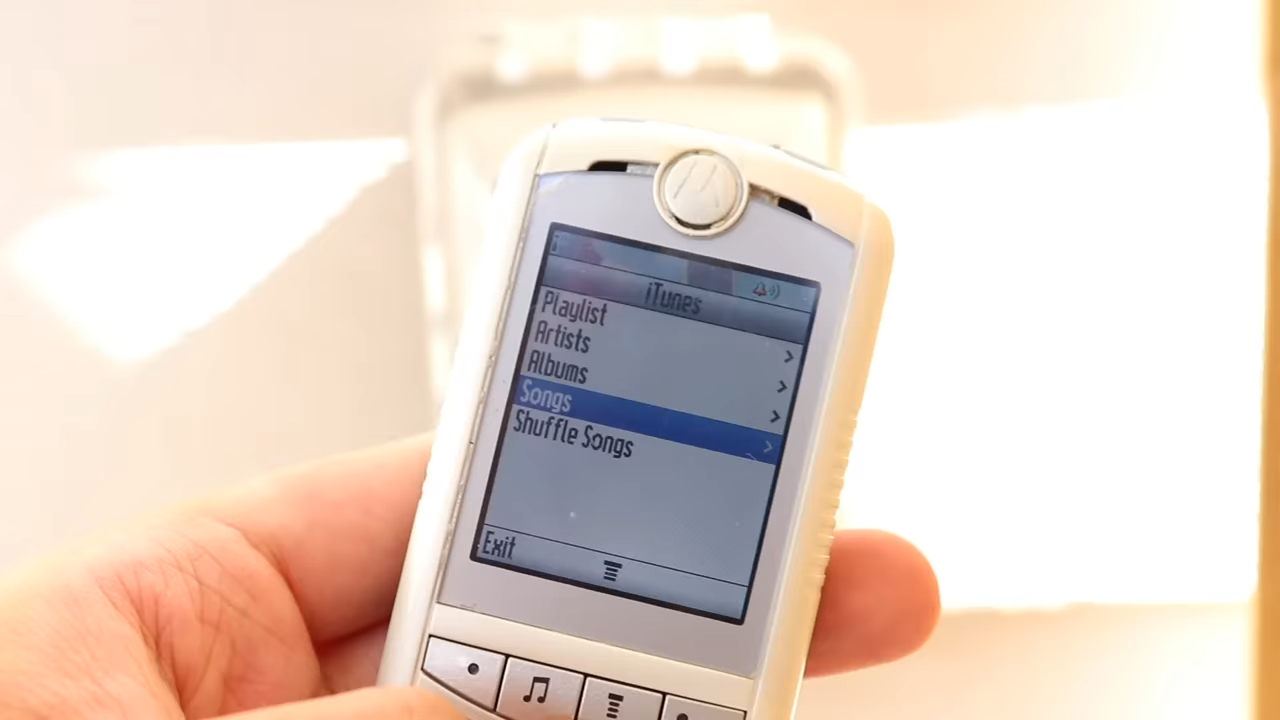 iTunes
Playlist
Artists
Albums
Songs
Shuffle Songs
Exit